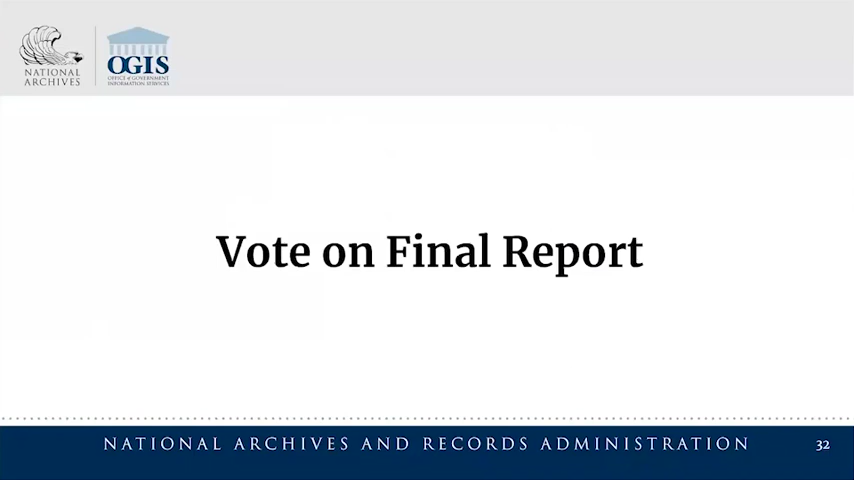 NATIONAL
ARCHIVES
OGIS
OFFICE of GOVERNMENT
INFORMATION SERVICES
Vote on Final Report
NATIONAL ARCHIVES AND RECORDS ADMINISTRATION
32